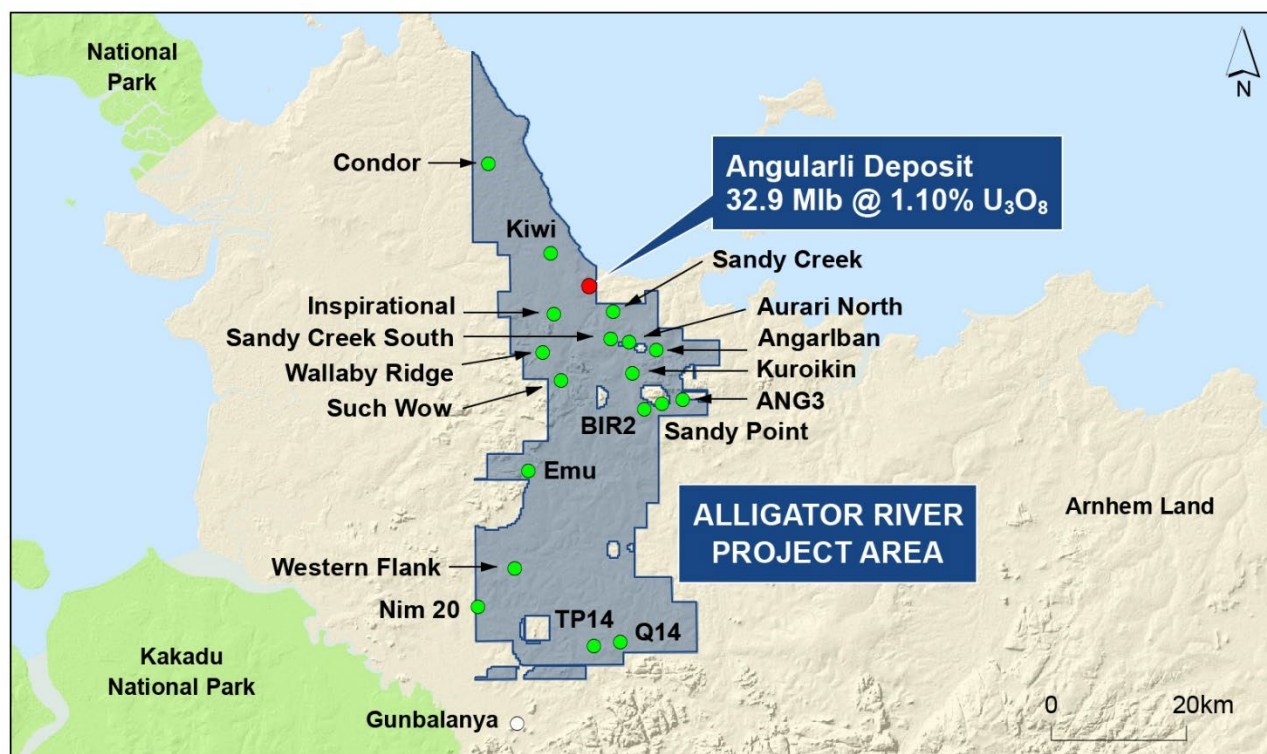 National
Park
N
Condor
Angularli Deposit
32.9 Mlb @ 1.10% U₃O₈
Kiwi
Sandy Creek
Inspirational
Aurari North
Sandy Creek South
Angarlban
Wallaby Ridge
Kuroikin
Such Wow
ANG3
BIR2
Sandy Point
Emu
ALLIGATOR RIVER
PROJECT AREA
Arnhem Land
Western Flank
Nim 20
TP14
Q14
Kakadu
National Park
Gunbalanya
0 20km